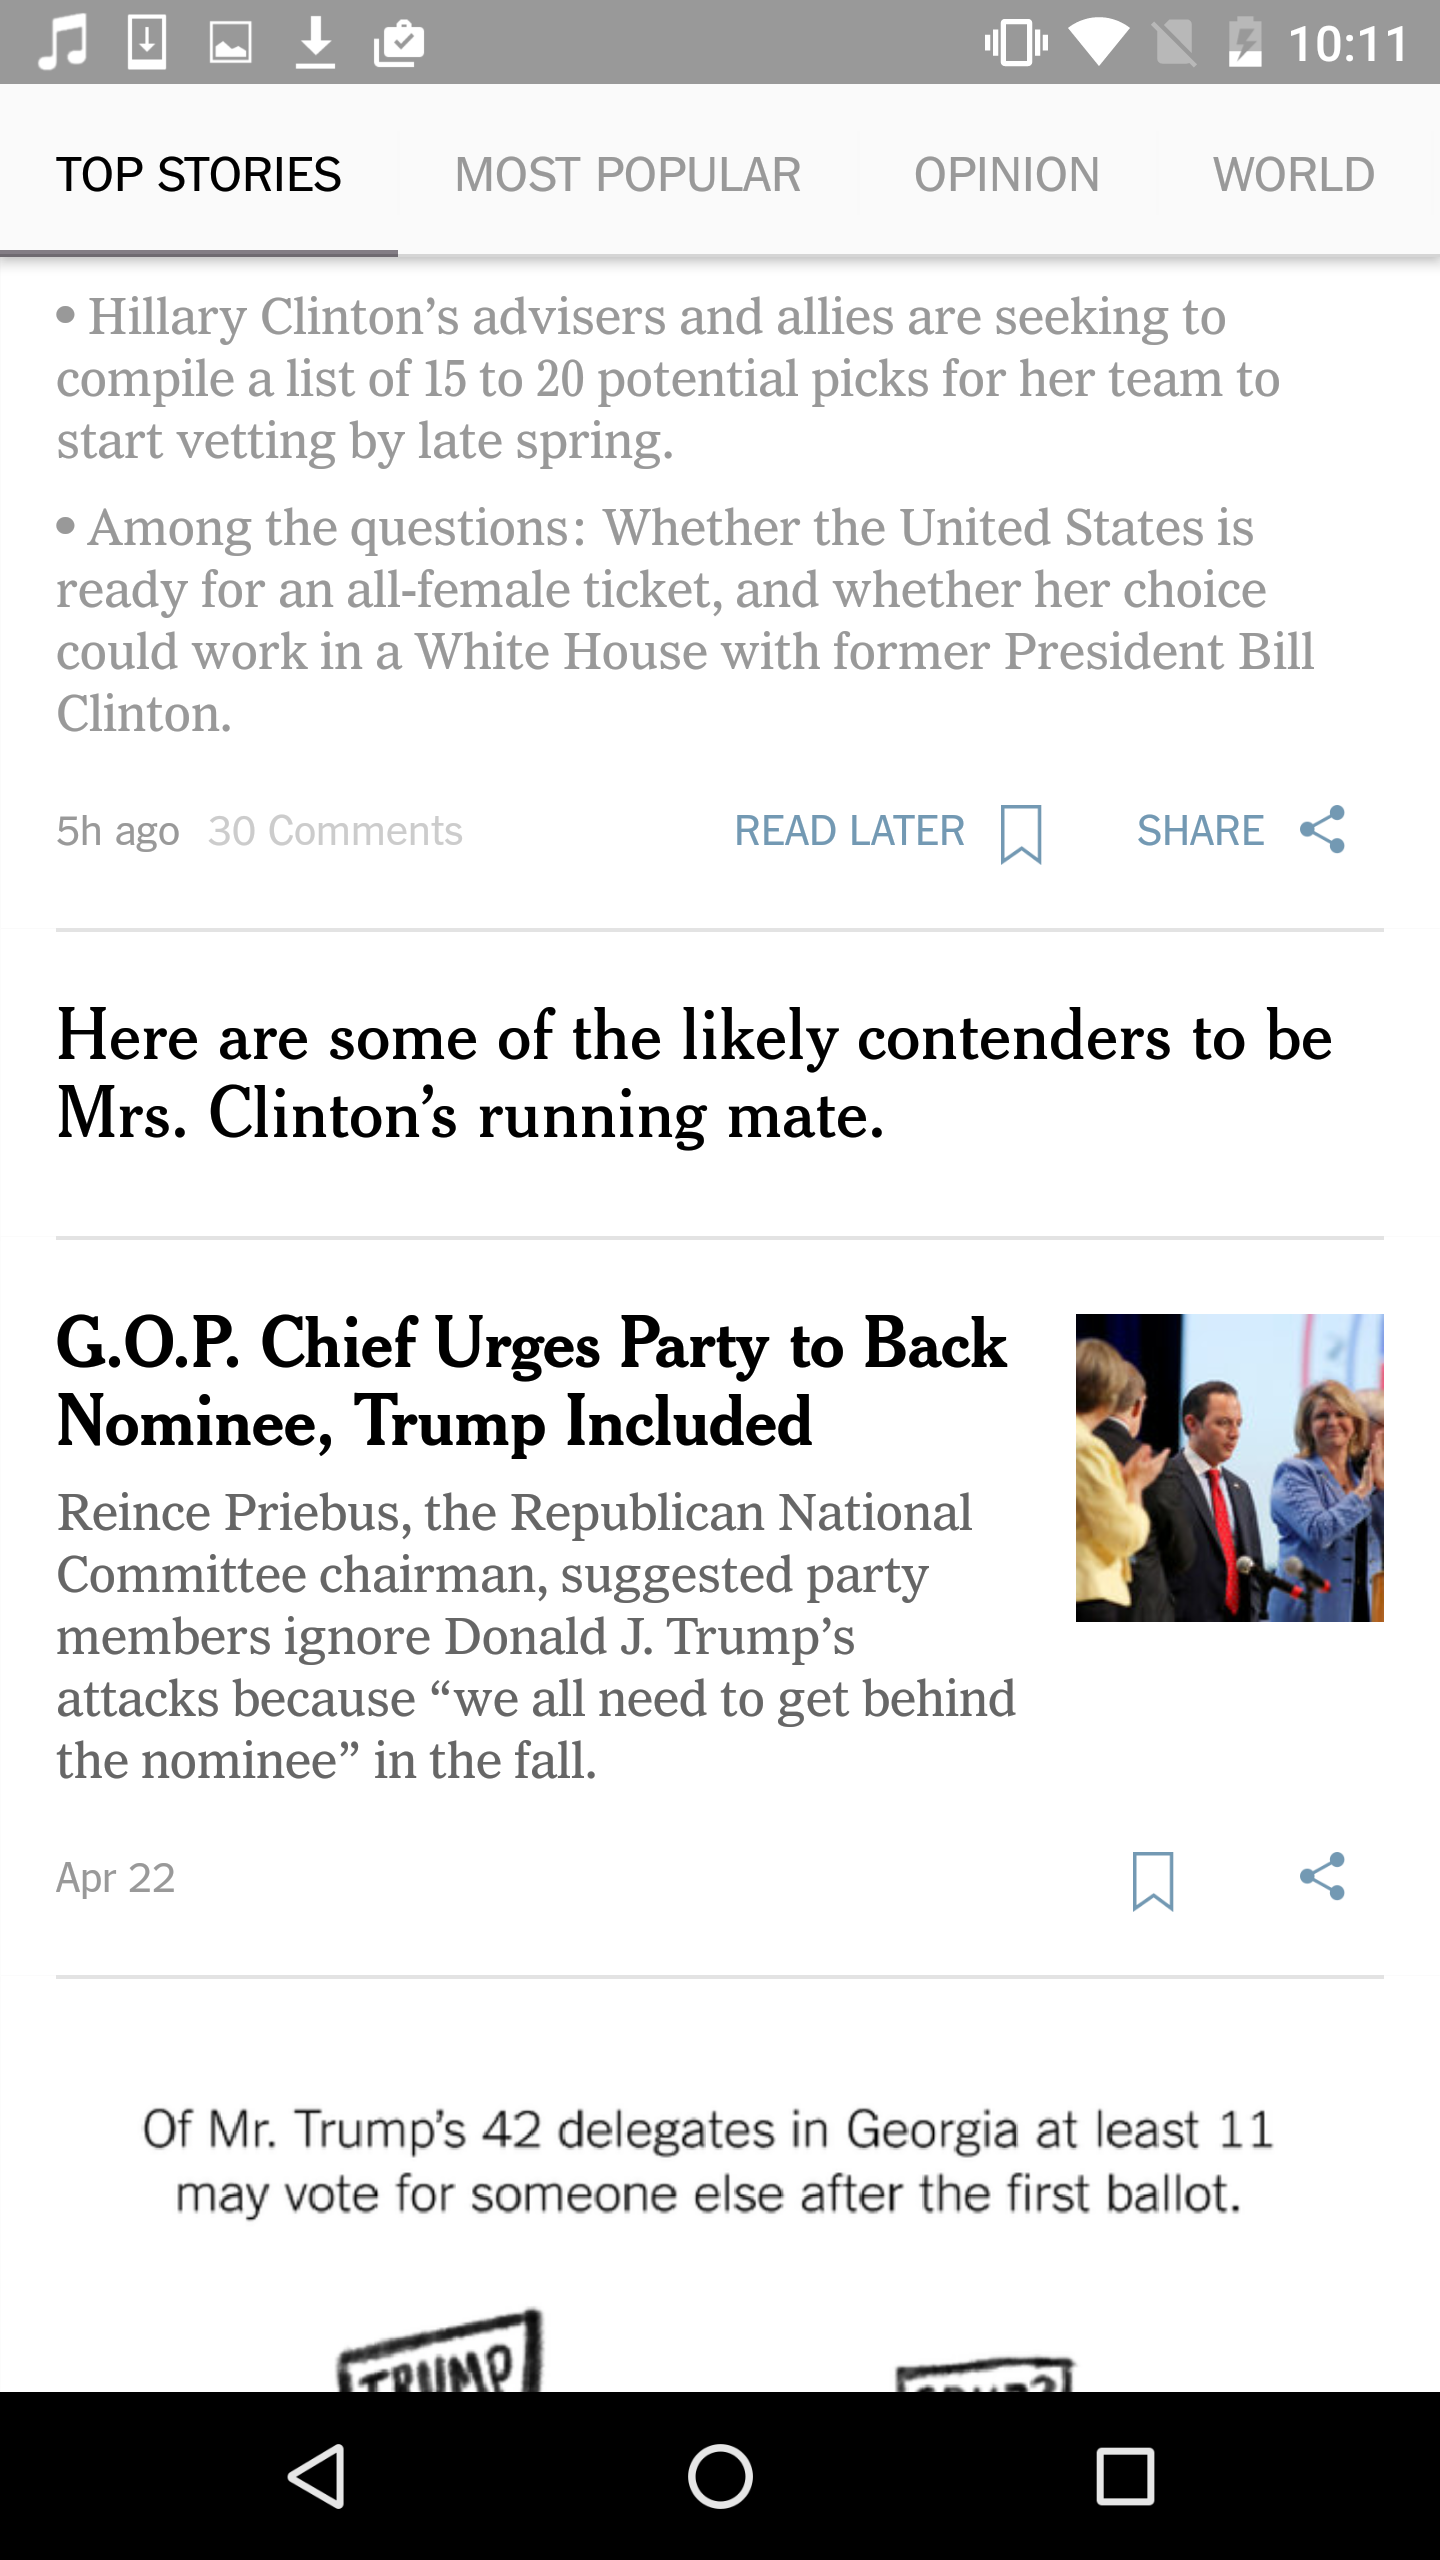 10:11
TOP STORIES
MOST POPULAR
OPINION
WORLD
• Hillary Clinton’s advisers and allies are seeking to
compile a list of 15 to 20 potential picks for her team to
start vetting by late spring.
• Among the questions: Whether the United States is
ready for an all-female ticket, and whether her choice
could work in a White House with former President Bill
Clinton.
5h ago
30 Comments
READ LATER
SHARE
Here are some of the likely contenders to be
Mrs. Clinton’s running mate.
G.O.P. Chief Urges Party to Back
Nominee, Trump Included
Reince Priebus, the Republican National
Committee chairman, suggested party
members ignore Donald J. Trump’s
attacks because “we all need to get behind
the nominee” in the fall.
Apr 22
Of Mr. Trump’s 42 delegates in Georgia at least 11
may vote for someone else after the first ballot.
TRUMP